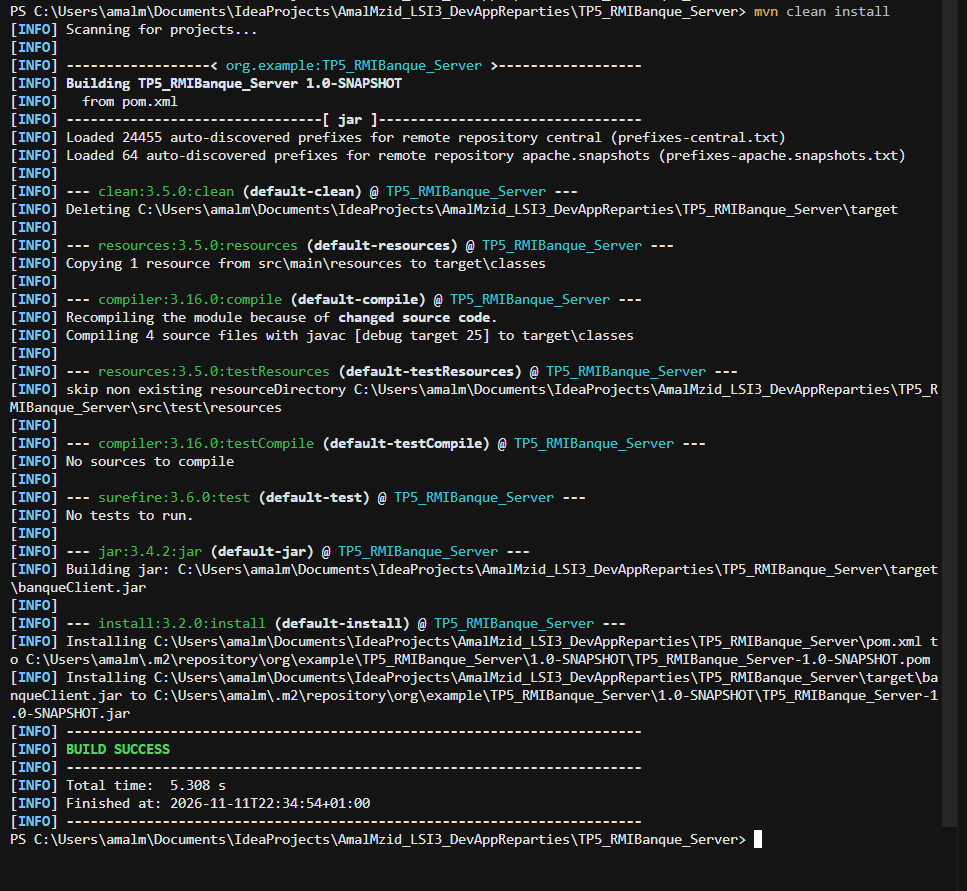 PS C:\Users\amalm\Documents\IdeaProjects\AmalMzid_LSI3_DevAppReparties\TP5_RMIBanque_Server> mvn clean install
[INFO] Scanning for projects...
[INFO]
[INFO] ------------------< org.example:TP5_RMIBanque_Server >------------------
[INFO] Building TP5_RMIBanque_Server 1.0-SNAPSHOT
[INFO]   from pom.xml
[INFO] --------------------------------[ jar ]---------------------------------
[INFO] Loaded 24455 auto-discovered prefixes for remote repository central (prefixes-central.txt)
[INFO] Loaded 64 auto-discovered prefixes for remote repository apache.snapshots (prefixes-apache.snapshots.txt)
[INFO]
[INFO] --- clean:3.5.0:clean (default-clean) @ TP5_RMIBanque_Server ---
[INFO] Deleting C:\Users\amalm\Documents\IdeaProjects\AmalMzid_LSI3_DevAppReparties\TP5_RMIBanque_Server\target
[INFO]
[INFO] --- resources:3.5.0:resources (default-resources) @ TP5_RMIBanque_Server ---
[INFO] Copying 1 resource from src\main\resources to target\classes
[INFO]
[INFO] --- compiler:3.16.0:compile (default-compile) @ TP5_RMIBanque_Server ---
[INFO] Recompiling the module because of changed source code.
[INFO] Compiling 4 source files with javac [debug target 25] to target\classes
[INFO]
[INFO] --- resources:3.5.0:testResources (default-testResources) @ TP5_RMIBanque_Server ---
[INFO] skip non existing resourceDirectory C:\Users\amalm\Documents\IdeaProjects\AmalMzid_LSI3_DevAppReparties\TP5_R
MIBanque_Server\src\test\resources
[INFO]
[INFO] --- compiler:3.16.0:testCompile (default-testCompile) @ TP5_RMIBanque_Server ---
[INFO] No sources to compile
[INFO]
[INFO] --- surefire:3.6.0:test (default-test) @ TP5_RMIBanque_Server ---
[INFO] No tests to run.
[INFO]
[INFO] --- jar:3.4.2:jar (default-jar) @ TP5_RMIBanque_Server ---
[INFO] Building jar: C:\Users\amalm\Documents\IdeaProjects\AmalMzid_LSI3_DevAppReparties\TP5_RMIBanque_Server\target
\banqueClient.jar
[INFO]
[INFO] --- install:3.2.0:install (default-install) @ TP5_RMIBanque_Server ---
[INFO] Installing C:\Users\amalm\Documents\IdeaProjects\AmalMzid_LSI3_DevAppReparties\TP5_RMIBanque_Server\pom.xml t
o C:\Users\amalm\.m2\repository\org\example\TP5_RMIBanque_Server\1.0-SNAPSHOT\TP5_RMIBanque_Server-1.0-SNAPSHOT.pom
[INFO] Installing C:\Users\amalm\Documents\IdeaProjects\AmalMzid_LSI3_DevAppReparties\TP5_RMIBanque_Server\target\ba
nqueClient.jar to C:\Users\amalm\.m2\repository\org\example\TP5_RMIBanque_Server\1.0-SNAPSHOT\TP5_RMIBanque_Server-1
.0-SNAPSHOT.jar
[INFO] ------------------------------------------------------------------------
[INFO] BUILD SUCCESS
[INFO] ------------------------------------------------------------------------
[INFO] Total time:  5.308 s
[INFO] Finished at: 2026-11-11T22:34:54+01:00
[INFO] ------------------------------------------------------------------------
PS C:\Users\amalm\Documents\IdeaProjects\AmalMzid_LSI3_DevAppReparties\TP5_RMIBanque_Server>